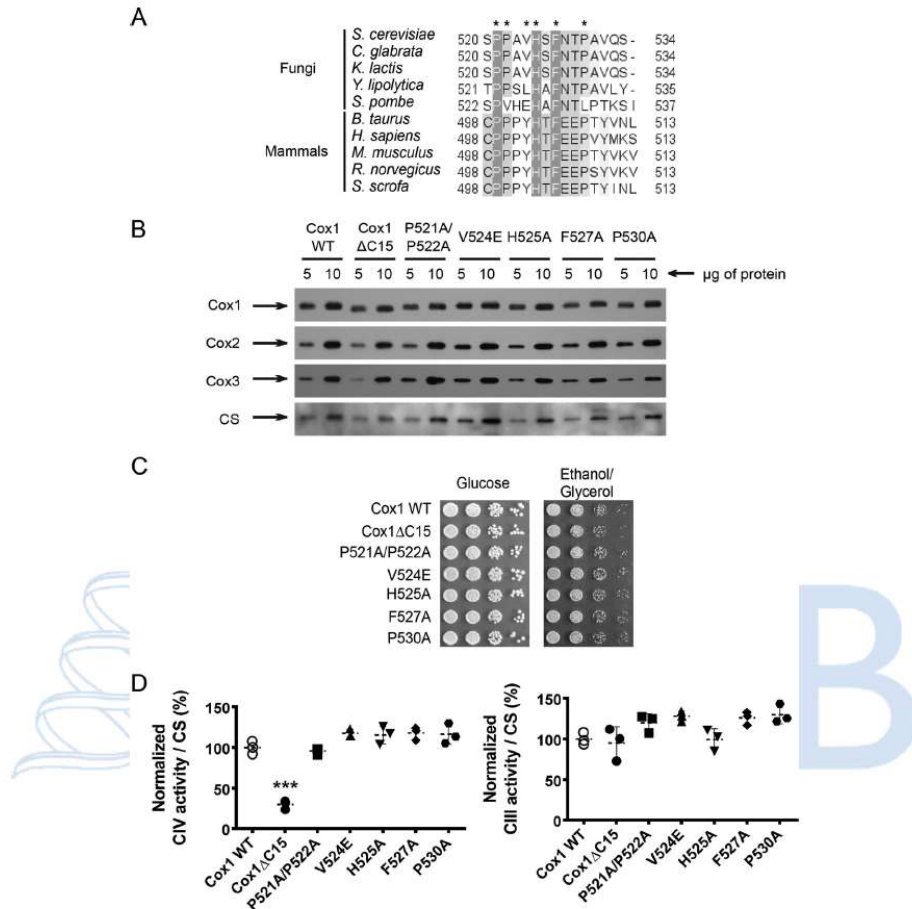 A
* * * * * *
Fungi
S. cerevisiae 520 SPPAVHSFNTPAVQS- 534
C. glabrata 520 SPPAVHSFNTPAVQS- 534
K. lactis 520 SPPAVHSFNTPAVQS- 534
Y. lipolytica 521 TPPSLHAFNTPAVLY- 535
S. pombe 522 SPVHEHAFNTLPTKSI 537
Mammals
B. taurus 498 CPPPYHTFEEPTYVNL 513
H. sapiens 498 CPPPYHTFEEPVYMKS 513
M. musculus 498 CPPPYHTFEEPTYVKV 513
R. norvegicus 498 CPPPYHTFEEPSYVKV 513
S. scrofa 498 CPPPYHTFEEPTYINL 513
B
Cox1 WT
Cox1 ΔC15
P521A/ P522A
V524E H525A F527A P530A
5 10 5 10 5 10 5 10 5 10 5 10 5 10 µg of protein
Cox1
Cox2
Cox3
CS
C
Glucose
Ethanol/
Glycerol
Cox1 WT
Cox1ΔC15
P521A/P522A
V524E
H525A
F527A
P530A
B
D
Normalized
CIV activity / CS (%)
150
100
50
0
***
Cox1 WT
Cox1ΔC15
P521A/P522A
V524E
H525A
F527A
P530A
Normalized
CIII activity / CS (%)
150
100
50
0
Cox1 WT
Cox1ΔC15
P521A/P522A
V524E
H525A
F527A
P530A